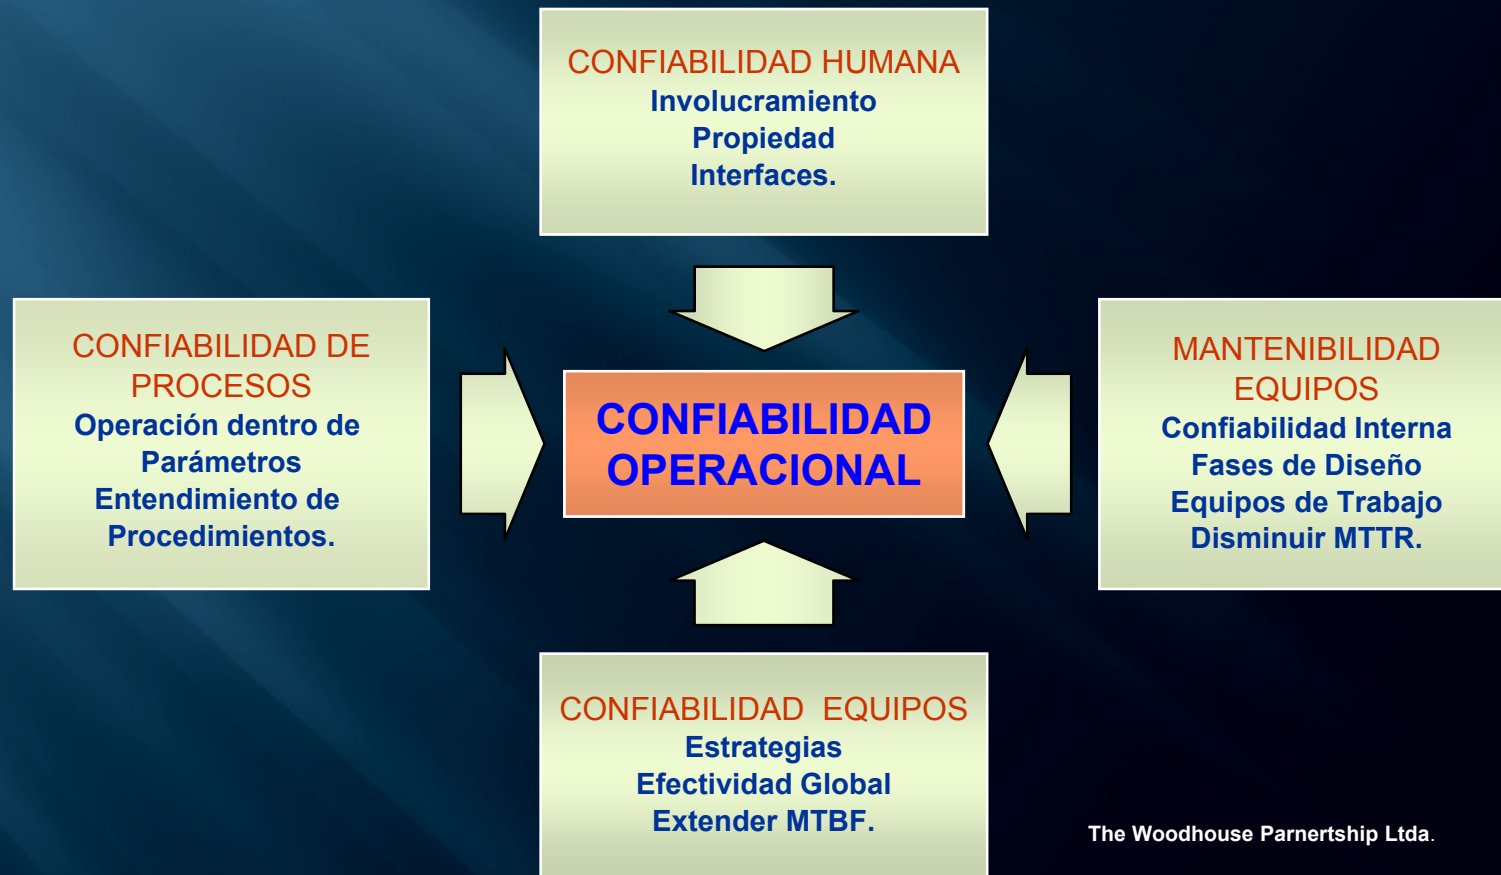 CONFIABILIDAD HUMANA
Involucramiento
Propiedad
Interfaces.
CONFIABILIDAD DE
PROCESOS
Operación dentro de
Parámetros
Entendimiento de
Procedimientos.
CONFIABILIDAD
OPERACIONAL
MANTENIBILIDAD
EQUIPOS
Confiabilidad Interna
Fases de Diseño
Equipos de Trabajo
Disminuir MTTR.
CONFIABILIDAD  EQUIPOS
Estrategias
Efectividad Global
Extender MTBF.
The Woodhouse Parnertship Ltda.